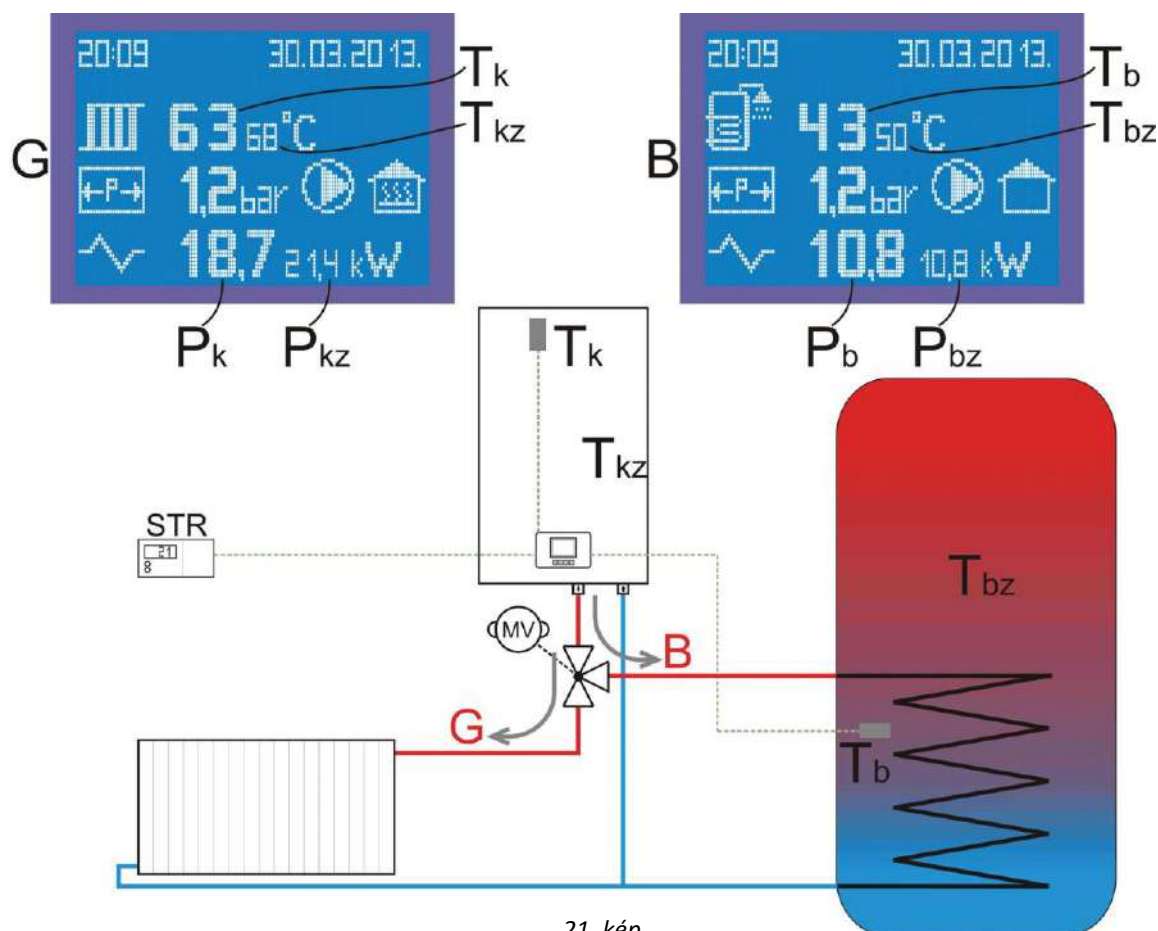 20:09 30.03.2013.
63 68°C
1,2bar
P
18,7 21,4 kW
G
Tk
Tkz
Pk Pkz
20:09 30.03.2013.
43 50°C
1,2bar
P
10,8 10,8 kW
B
Tb
Tbz
Pb Pbz
Tk
Tkz
STR
21
8
MV
B
G
Tbz
Tb
21. kép